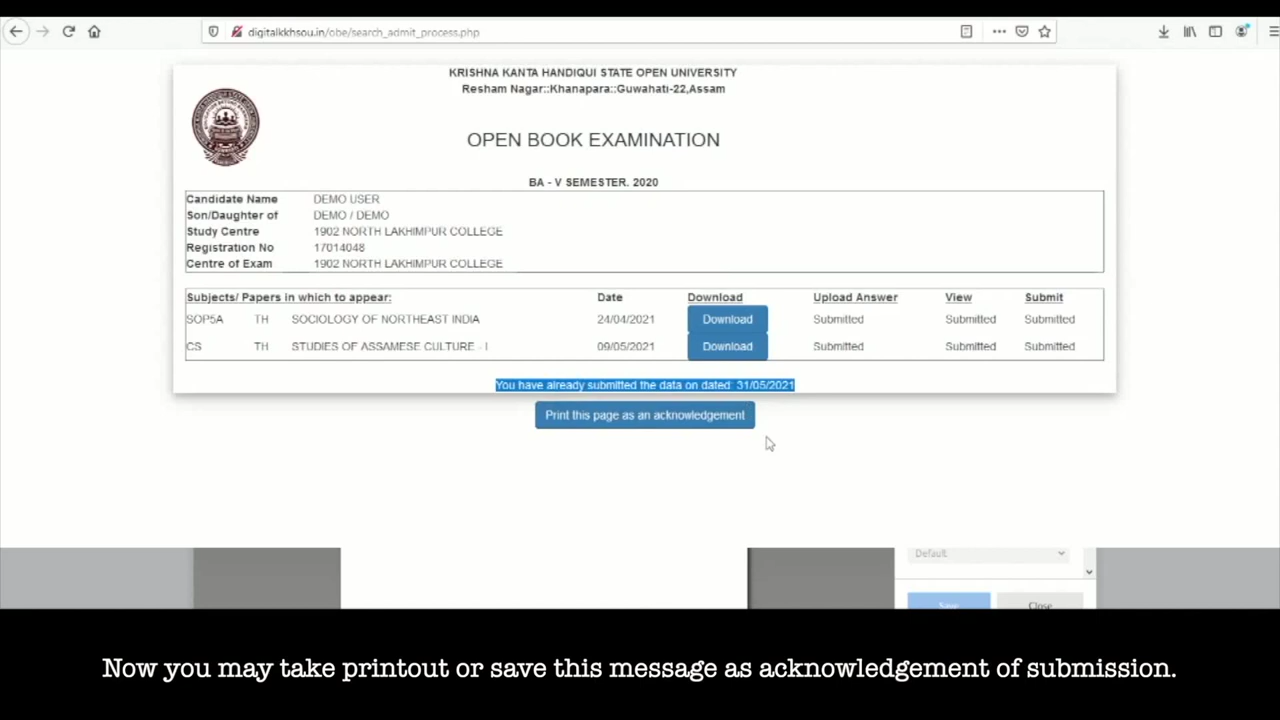 digitalkkhsou.in/obe/search_admit_process.php
KRISHNA KANTA HANDIQUI STATE OPEN UNIVERSITY
Resham Nagar::Khanapara::Guwahati-22,Assam
OPEN BOOK EXAMINATION
BA - V SEMESTER. 2020
Candidate Name DEMO USER
Son/Daughter of DEMO / DEMO
Study Centre 1902 NORTH LAKHIMPUR COLLEGE
Registration No 17014048
Centre of Exam 1902 NORTH LAKHIMPUR COLLEGE
Subjects/ Papers in which to appear: Date Download Upload Answer View Submit
SOP5A TH SOCIOLOGY OF NORTHEAST INDIA 24/04/2021 Download Submitted Submitted Submitted
CS TH STUDIES OF ASSAMESE CULTURE - I 09/05/2021 Download Submitted Submitted Submitted
You have already submitted the data on dated: 31/05/2021
Print this page as an acknowledgement
Default
Save Close
Now you may take printout or save this message as acknowledgement of submission.